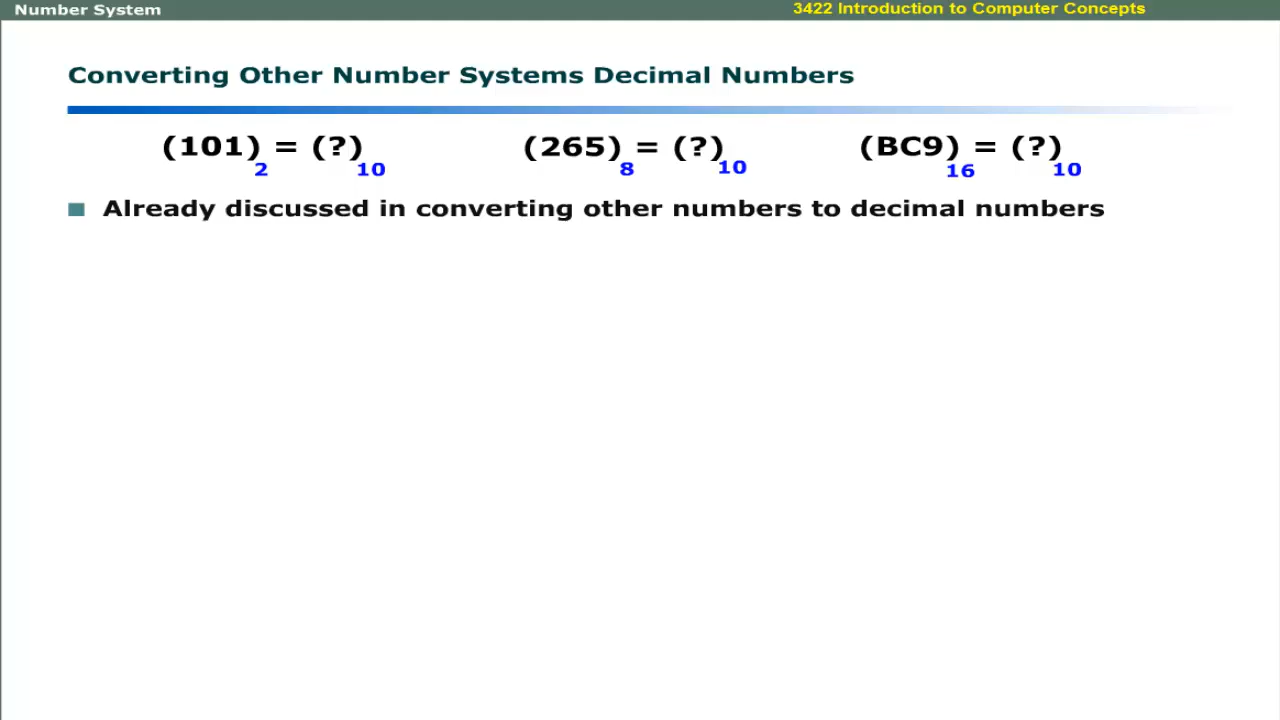 Number System
3422 Introduction to Computer Concepts
Converting Other Number Systems Decimal Numbers
(101)₂ = (?)₁₀ (265)₈ = (?)₁₀ (BC9)₁₆ = (?)₁₀
Already discussed in converting other numbers to decimal numbers